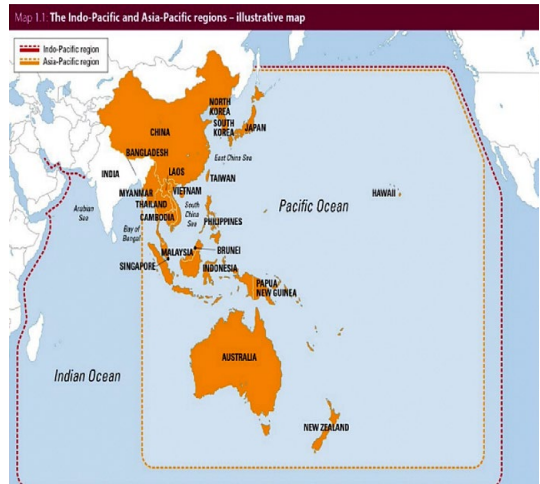 Map 1.1: The Indo-Pacific and Asia-Pacific regions – illustrative map
Indo-Pacific region
Asia-Pacific region
NORTH
KOREA
SOUTH
KOREA
JAPAN
CHINA
BANGLADESH
East China Sea
INDIA
LAOS
TAIWAN
MYANMAR
VIETNAM
HAWAII
Arabian
Sea
THAILAND
South
China
Sea
Pacific Ocean
CAMBODIA
PHILIPPINES
Bay of
Bengal
MALAYSIA
BRUNEI
SINGAPORE
INDONESIA
PAPUA
NEW GUINEA
AUSTRALIA
Indian Ocean
NEW ZEALAND